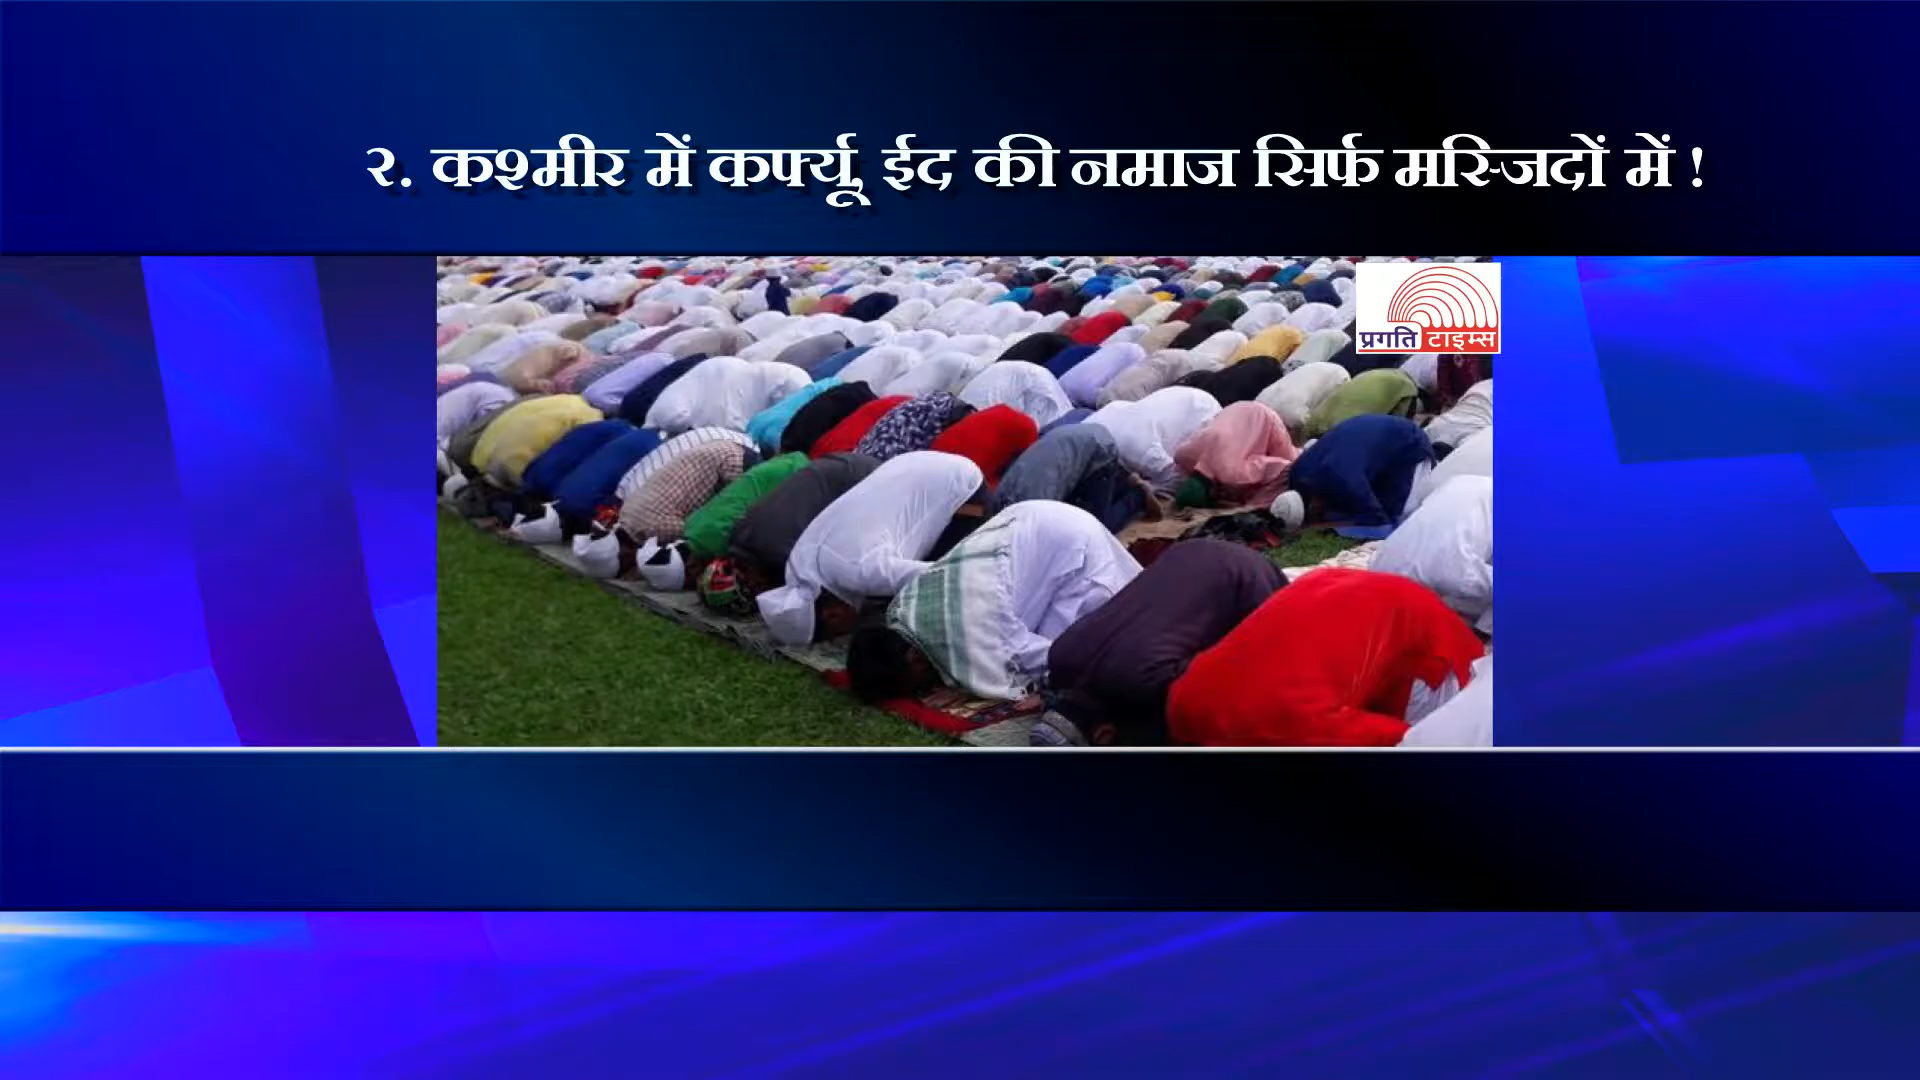 २. कश्मीर में कर्फ्यू, ईद की नमाज सिर्फ मस्जिदों में !
प्रगति टाइम्स